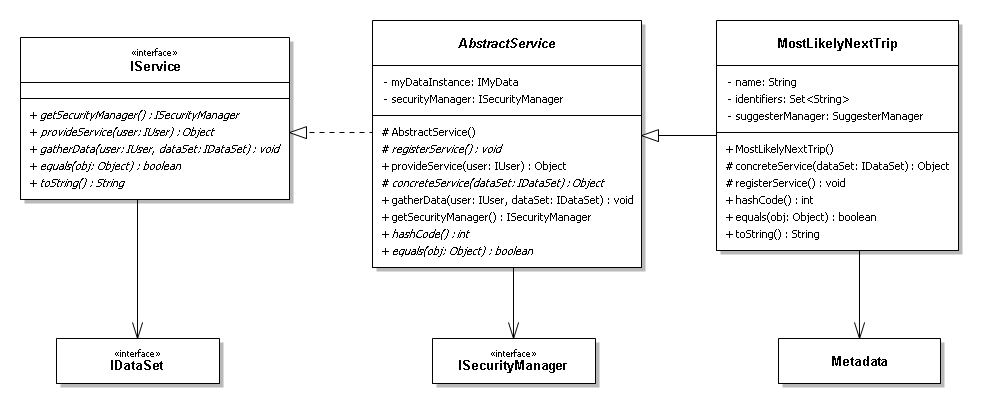 «interface»
IService
+ getSecurityManager() : ISecurityManager
+ provideService(user: IUser) : Object
+ gatherData(user: IUser, dataSet: IDataSet) : void
+ equals(obj: Object) : boolean
+ toString() : String
AbstractService
- myDataInstance: IMyData
- securityManager: ISecurityManager
# AbstractService()
# registerService() : void
+ provideService(user: IUser) : Object
# concreteService(dataSet: IDataSet) : Object
+ gatherData(user: IUser, dataSet: IDataSet) : void
+ getSecurityManager() : ISecurityManager
+ hashCode() : int
+ equals(obj: Object) : boolean
MostLikelyNextTrip
- name: String
- identifiers: Set<String>
- suggesterManager: SuggesterManager
+ MostLikelyNextTrip()
# concreteService(dataSet: IDataSet) : Object
# registerService() : void
+ hashCode() : int
+ equals(obj: Object) : boolean
+ toString() : String
«interface»
IDataSet
«interface»
ISecurityManager
Metadata